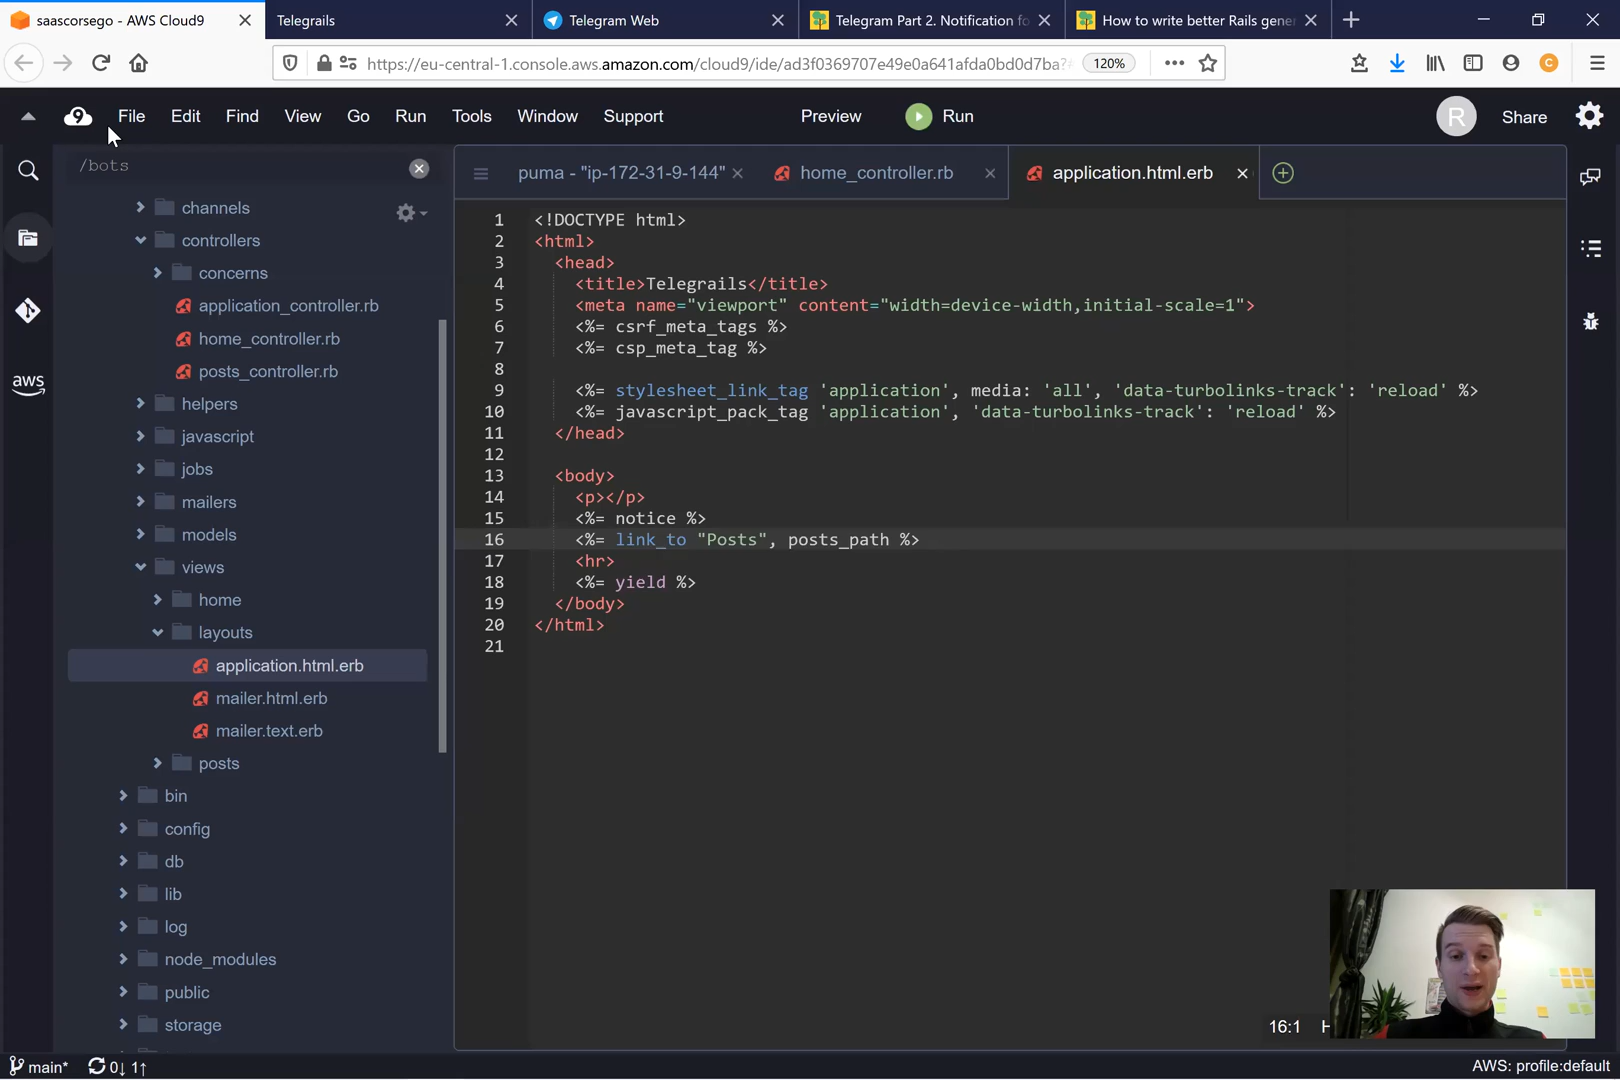 saascorsego - AWS Cloud9
Telegrails
Telegram Web
Telegram Part 2. Notification fo
How to write better Rails gene
https://eu-central-1.console.aws.amazon.com/cloud9/ide/ad3f0369707e49e0a641afda0bd0d7ba?
120%
C
9
File
Edit
Find
View
Go
Run
Tools
Window
Support
Preview
Run
R
Share
/bots
puma - "ip-172-31-9-144"
home_controller.rb
application.html.erb
aws
channels
controllers
concerns
application_controller.rb
home_controller.rb
posts_controller.rb
helpers
javascript
jobs
mailers
models
views
home
layouts
application.html.erb
mailer.html.erb
mailer.text.erb
posts
bin
config
db
lib
log
node_modules
public
storage
1 <!DOCTYPE html>
2 <html>
3 <head>
4 <title>Telegrails</title>
5 <meta name="viewport" content="width=device-width,initial-scale=1">
6 <%= csrf_meta_tags %>
7 <%= csp_meta_tag %>
8
9 <%= stylesheet_link_tag 'application', media: 'all', 'data-turbolinks-track': 'reload' %>
10 <%= javascript_pack_tag 'application', 'data-turbolinks-track': 'reload' %>
11 </head>
12
13 <body>
14 <p></p>
15 <%= notice %>
16 <%= link_to "Posts", posts_path %>
17 <hr>
18 <%= yield %>
19 </body>
20 </html>
21
16:1
main*
0↓ 1↑
AWS: profile:default